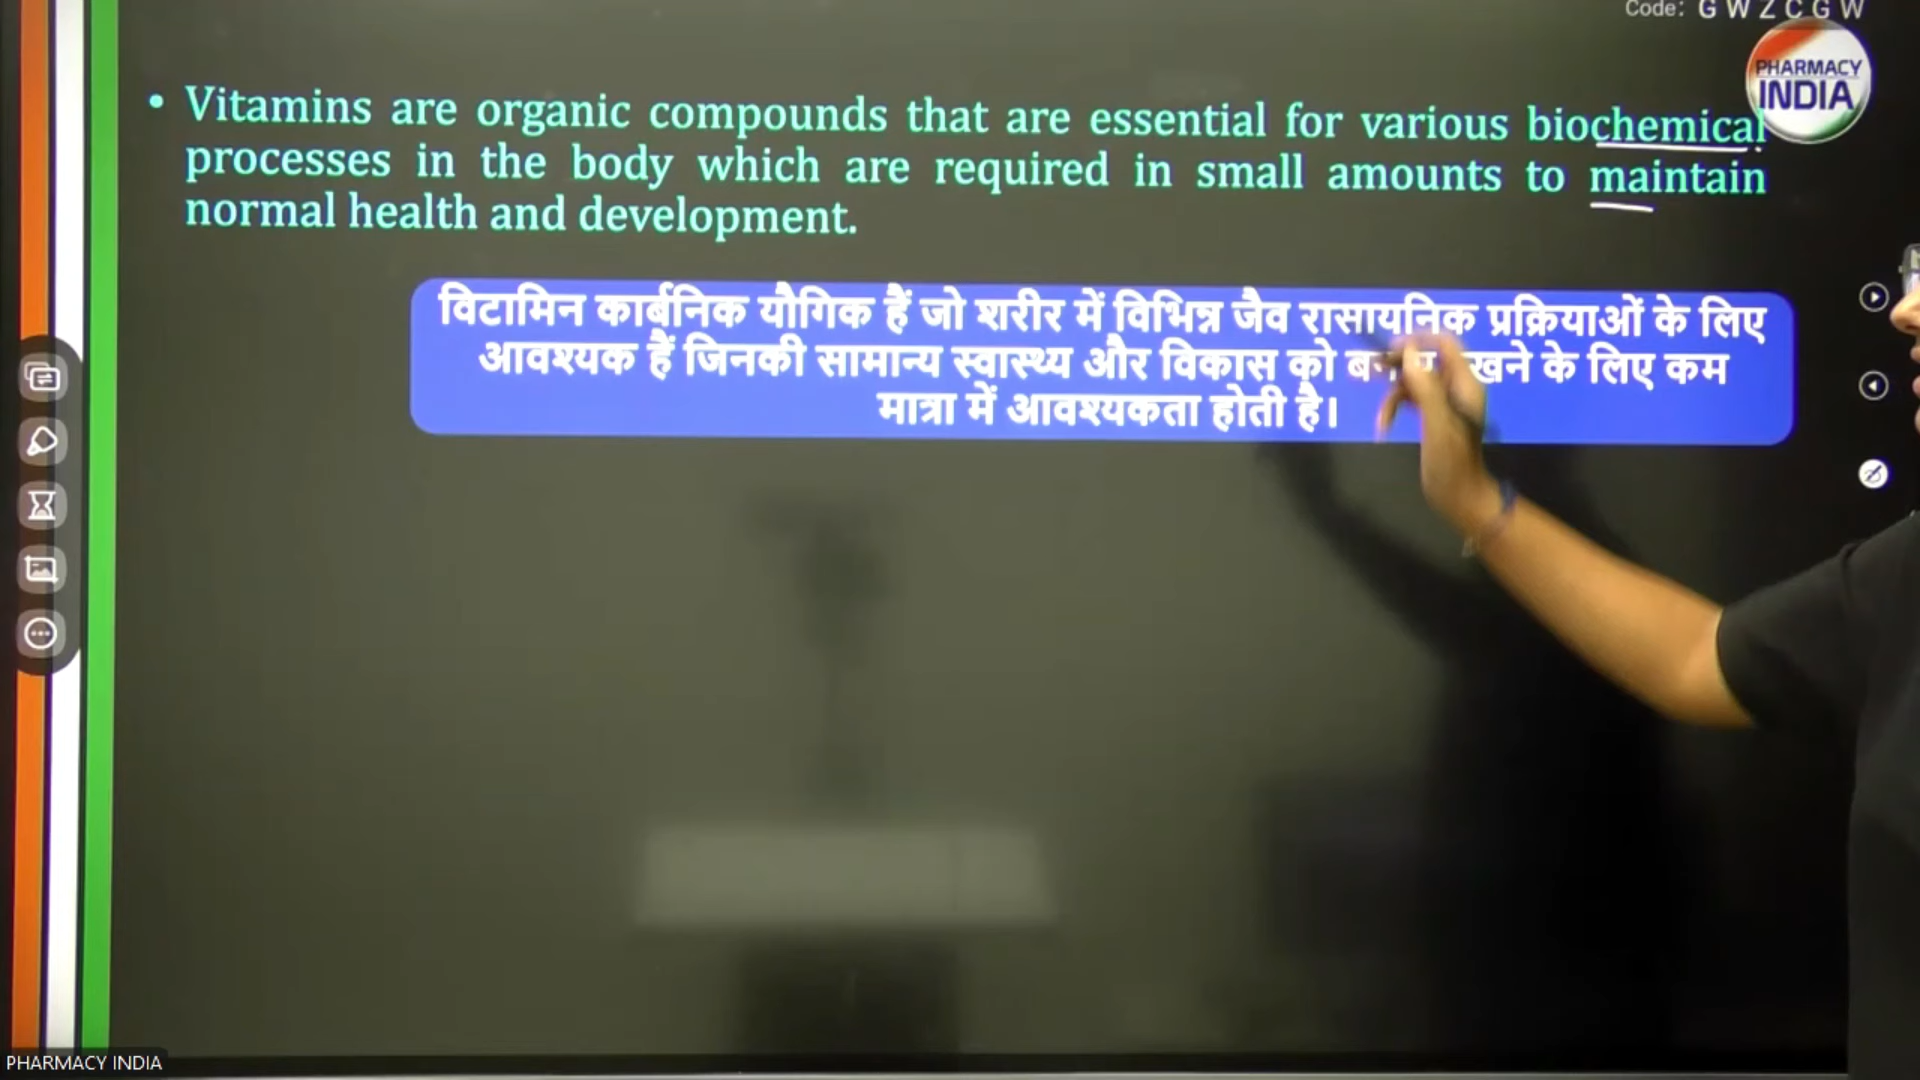 Code: G W Z C G W
PHARMACY
INDIA
• Vitamins are organic compounds that are essential for various biochemical
processes in the body which are required in small amounts to maintain
normal health and development.
विटामिन कार्बनिक यौगिक हैं जो शरीर में विभिन्न जैव रासायनिक प्रक्रियाओं के लिए
आवश्यक हैं जिनकी सामान्य स्वास्थ्य और विकास को के लिए कम
मात्रा में आवश्यकता होती है।
PHARMACY INDIA